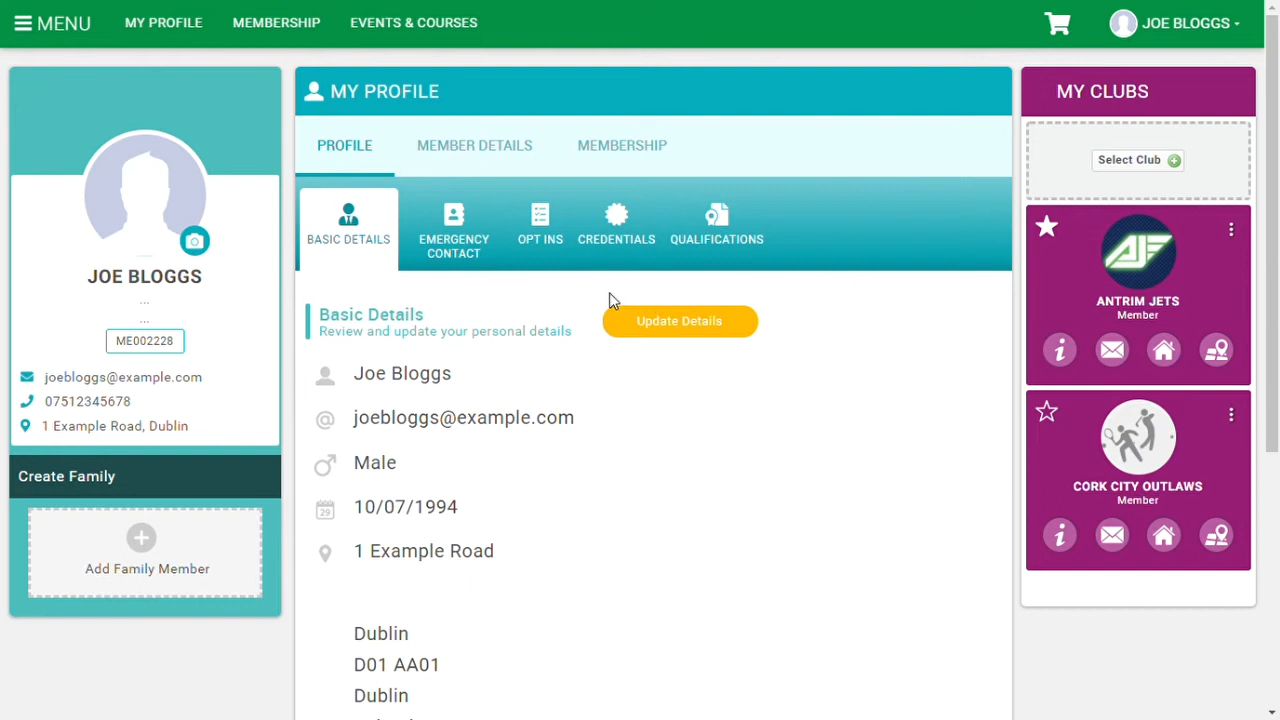 MENU
MY PROFILE
MEMBERSHIP
EVENTS & COURSES
JOE BLOGGS
JOE BLOGGS
...
...
ME002228
joebloggs@example.com
07512345678
1 Example Road, Dublin
Create Family
Add Family Member
MY PROFILE
PROFILE
MEMBER DETAILS
MEMBERSHIP
BASIC DETAILS
EMERGENCY
CONTACT
OPT INS
CREDENTIALS
QUALIFICATIONS
Basic Details
Review and update your personal details
Update Details
Joe Bloggs
joebloggs@example.com
Male
29
10/07/1994
1 Example Road
Dublin
D01 AA01
Dublin
MY CLUBS
Select Club
AJF
ANTRIM JETS
Member
CORK CITY OUTLAWS
Member